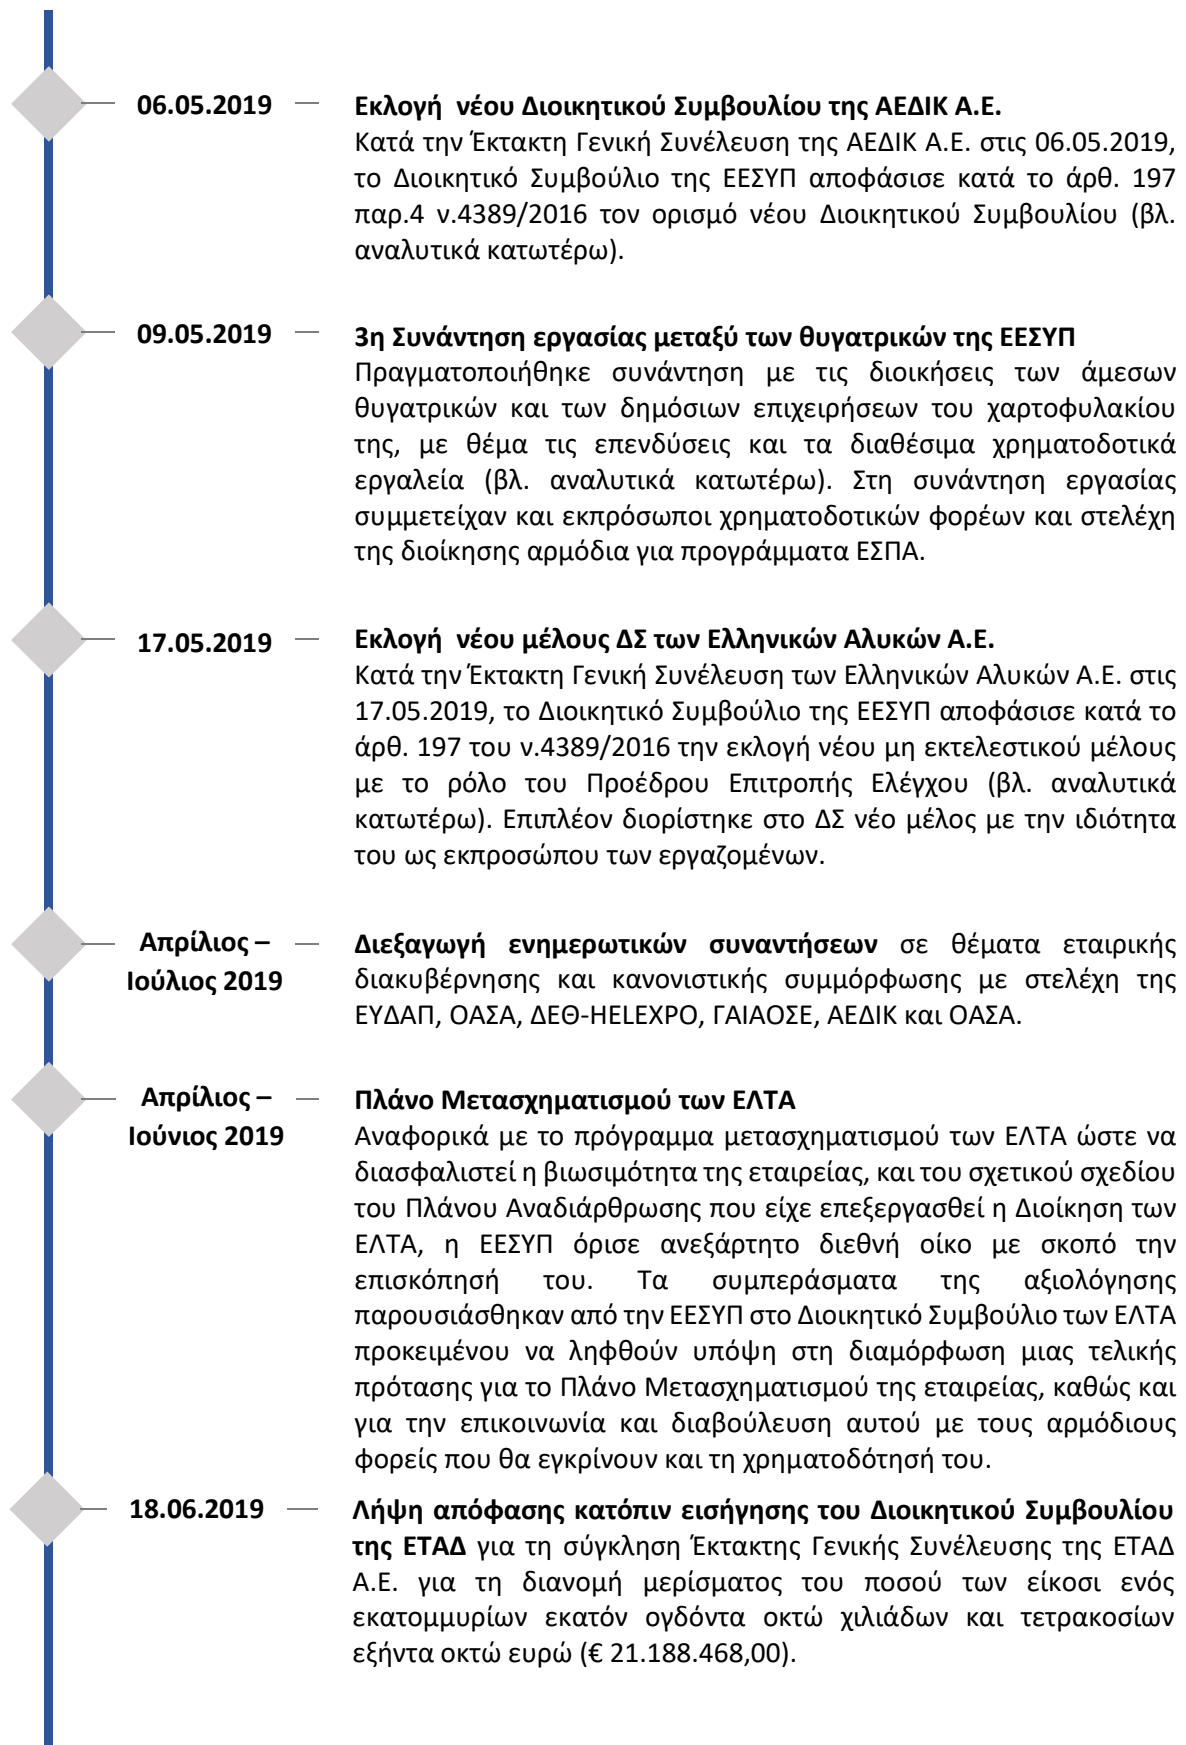 06.05.2019
Εκλογή νέου Διοικητικού Συμβουλίου της ΑΕΔΙΚ Α.Ε.
Κατά την Έκτακτη Γενική Συνέλευση της ΑΕΔΙΚ Α.Ε. στις 06.05.2019,
το Διοικητικό Συμβούλιο της ΕΕΣΥΠ αποφάσισε κατά το άρθ. 197
παρ.4 ν.4389/2016 τον ορισμό νέου Διοικητικού Συμβουλίου (βλ.
αναλυτικά κατωτέρω).
09.05.2019
3η Συνάντηση εργασίας μεταξύ των θυγατρικών της ΕΕΣΥΠ
Πραγματοποιήθηκε συνάντηση με τις διοικήσεις των άμεσων
θυγατρικών και των δημόσιων επιχειρήσεων του χαρτοφυλακίου
της, με θέμα τις επενδύσεις και τα διαθέσιμα χρηματοδοτικά
εργαλεία (βλ. αναλυτικά κατωτέρω). Στη συνάντηση εργασίας
συμμετείχαν και εκπρόσωποι χρηματοδοτικών φορέων και στελέχη
της διοίκησης αρμόδια για προγράμματα ΕΣΠΑ.
17.05.2019
Εκλογή νέου μέλους ΔΣ των Ελληνικών Αλυκών Α.Ε.
Κατά την Έκτακτη Γενική Συνέλευση των Ελληνικών Αλυκών Α.Ε. στις
17.05.2019, το Διοικητικό Συμβούλιο της ΕΕΣΥΠ αποφάσισε κατά το
άρθ. 197 του ν.4389/2016 την εκλογή νέου μη εκτελεστικού μέλους
με το ρόλο του Προέδρου Επιτροπής Ελέγχου (βλ. αναλυτικά
κατωτέρω). Επιπλέον διορίστηκε στο ΔΣ νέο μέλος με την ιδιότητα
του ως εκπροσώπου των εργαζομένων.
Απρίλιος –
Ιούλιος 2019
Διεξαγωγή ενημερωτικών συναντήσεων σε θέματα εταιρικής
διακυβέρνησης και κανονιστικής συμμόρφωσης με στελέχη της
ΕΥΔΑΠ, ΟΑΣΑ, ΔΕΘ-HELEXPO, ΓΑΙΑΟΣΕ, ΑΕΔΙΚ και ΟΑΣΑ.
Απρίλιος –
Ιούνιος 2019
Πλάνο Μετασχηματισμού των ΕΛΤΑ
Αναφορικά με το πρόγραμμα μετασχηματισμού των ΕΛΤΑ ώστε να
διασφαλιστεί η βιωσιμότητα της εταιρείας, και του σχετικού σχεδίου
του Πλάνου Αναδιάρθρωσης που είχε επεξεργασθεί η Διοίκηση των
ΕΛΤΑ, η ΕΕΣΥΠ όρισε ανεξάρτητο διεθνή οίκο με σκοπό την
επισκόπησή του. Τα συμπεράσματα της αξιολόγησης
παρουσιάσθηκαν από την ΕΕΣΥΠ στο Διοικητικό Συμβούλιο των ΕΛΤΑ
προκειμένου να ληφθούν υπόψη στη διαμόρφωση μιας τελικής
πρότασης για το Πλάνο Μετασχηματισμού της εταιρείας, καθώς και
για την επικοινωνία και διαβούλευση αυτού με τους αρμόδιους
φορείς που θα εγκρίνουν και τη χρηματοδότησή του.
18.06.2019
Λήψη απόφασης κατόπιν εισήγησης του Διοικητικού Συμβουλίου
της ΕΤΑΔ για τη σύγκληση Έκτακτης Γενικής Συνέλευσης της ΕΤΑΔ
Α.Ε. για τη διανομή μερίσματος του ποσού των είκοσι ενός
εκατομμυρίων εκατόν ογδόντα οκτώ χιλιάδων και τετρακοσίων
εξήντα οκτώ ευρώ (€ 21.188.468,00).